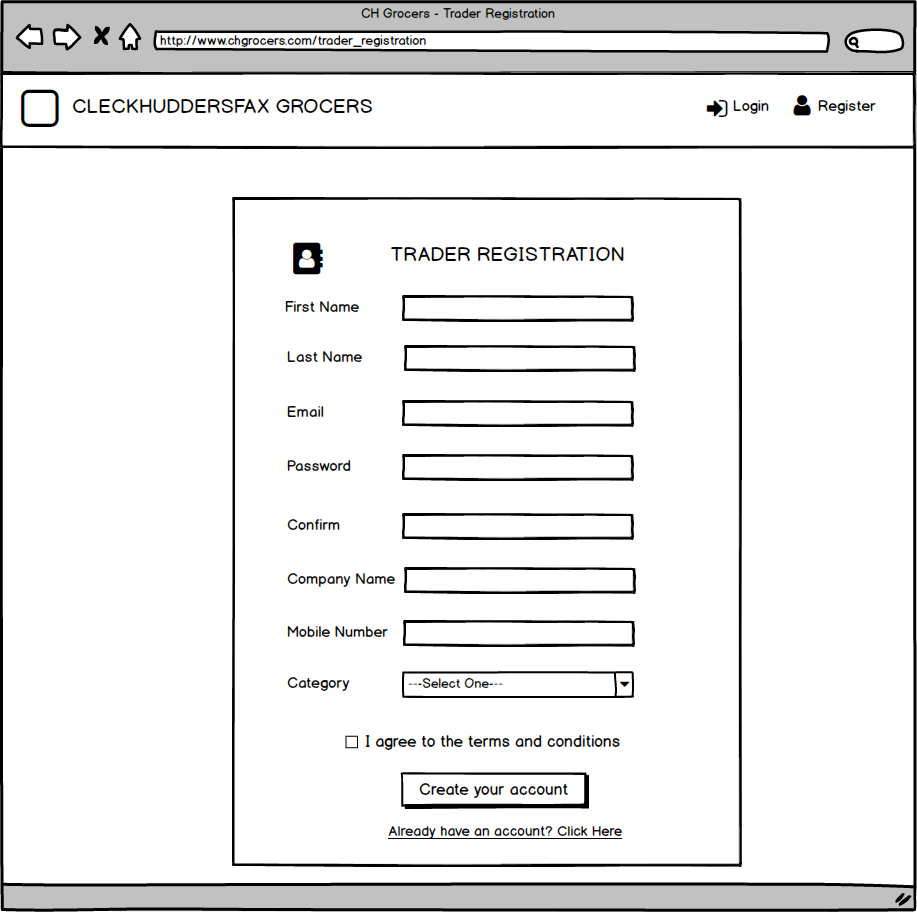 CH Grocers - Trader Registration
http://www.chgrocers.com/trader_registration
CLECKHUDDERSFAX GROCERS
Login
Register
TRADER REGISTRATION
First Name
Last Name
Email
Password
Confirm
Company Name
Mobile Number
Category
---Select One---
I agree to the terms and conditions
Create your account
Already have an account? Click Here